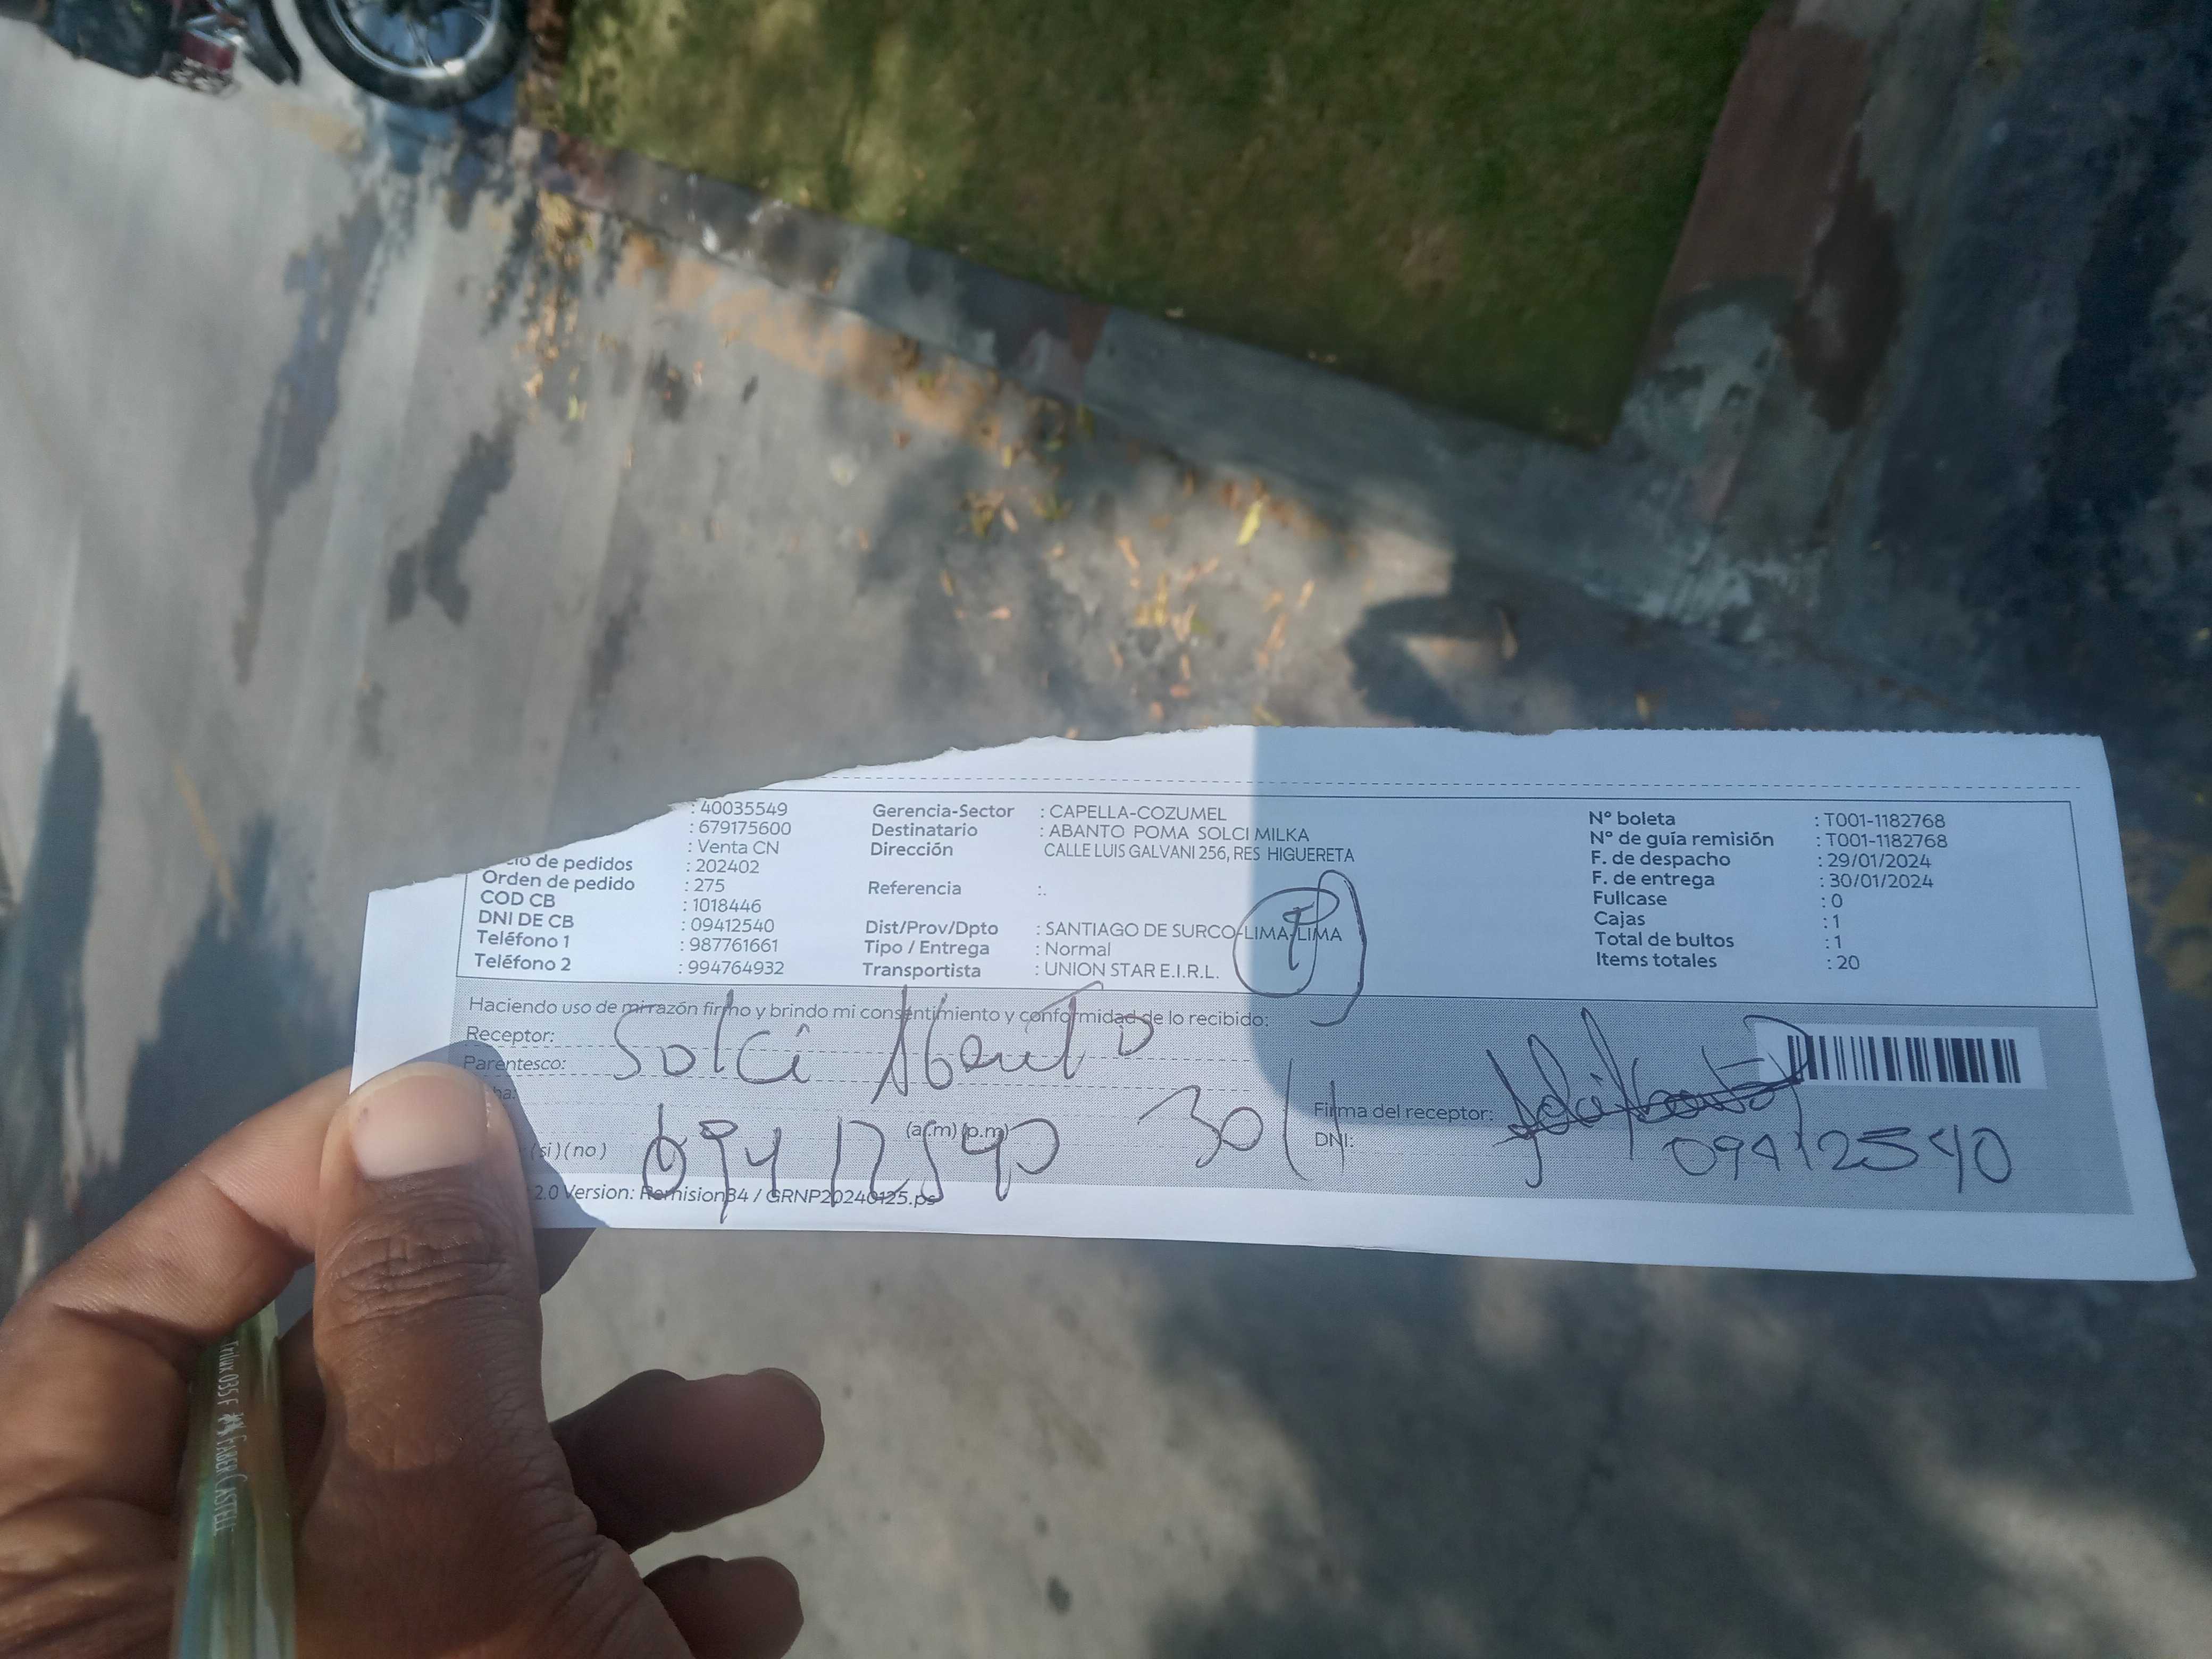 : 40035549
: 679175600
: Venta CN
de pedidos : 202402
Orden de pedido : 275
COD CB : 1018446
DNI DE CB : 09412540
Teléfono 1 : 987761661
Teléfono 2 : 994764932
Gerencia-Sector : CAPELLA-COZUMEL
Destinatario : ABANTO POMA SOLCI MILKA
Dirección CALLE LUIS GALVANI 256, RES HIGUERETA
Referencia :.
Dist/Prov/Dpto : SANTIAGO DE SURCO-LIMA-LIMA
Tipo / Entrega : Normal
Transportista : UNION STAR E.I.R.L.
Nº boleta : T001-1182768
Nº de guía remisión : T001-1182768
F. de despacho : 29/01/2024
F. de entrega : 30/01/2024
Fullcase : 0
Cajas : 1
Total de bultos : 1
Items totales : 20
Haciendo uso de mi razón firmo y brindo mi consentimiento y conformidad de lo recibido:
Receptor: Solci Abanto
Parentesco:
30/1
Firma del receptor:
(a.m) (p.m)
09412540
DNI: 09412540
(si) (no)
2.0 Version: Remision34 / GRNP20240125.ps
Trilux 035 F FABER CASTELL